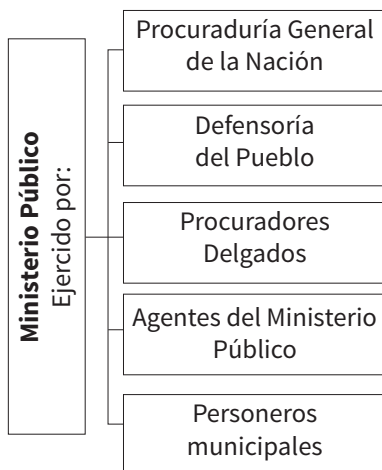 Ministerio Público
Ejercido por:
Procuraduría General
de la Nación
Defensoría
del Pueblo
Procuradores
Delgados
Agentes del Ministerio
Público
Personeros
municipales